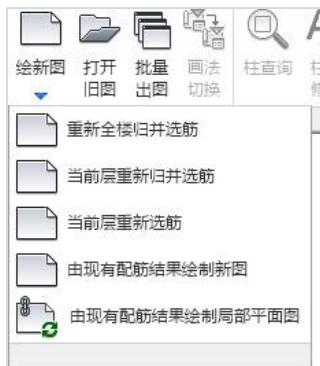 绘新图
打开
旧图
批量
出图
画法
切换
柱查询
重新全楼归并选筋
当前层重新归并选筋
当前层重新选筋
由现有配筋结果绘制新图
由现有配筋结果绘制局部平面图